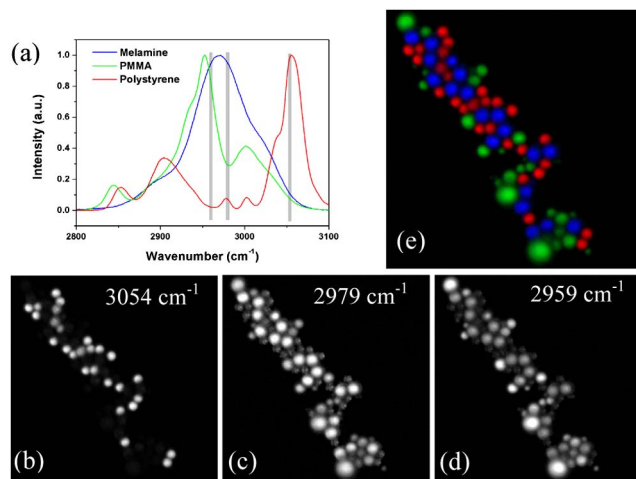 (a)
Melamine
PMMA
Polystyrene
1.0
0.8
0.6
0.4
0.2
0.0
Intensity (a.u.)
2800 2900 3000 3100
Wavenumber (cm⁻¹)
(e)
3054 cm⁻¹
(b)
2979 cm⁻¹
(c)
2959 cm⁻¹
(d)